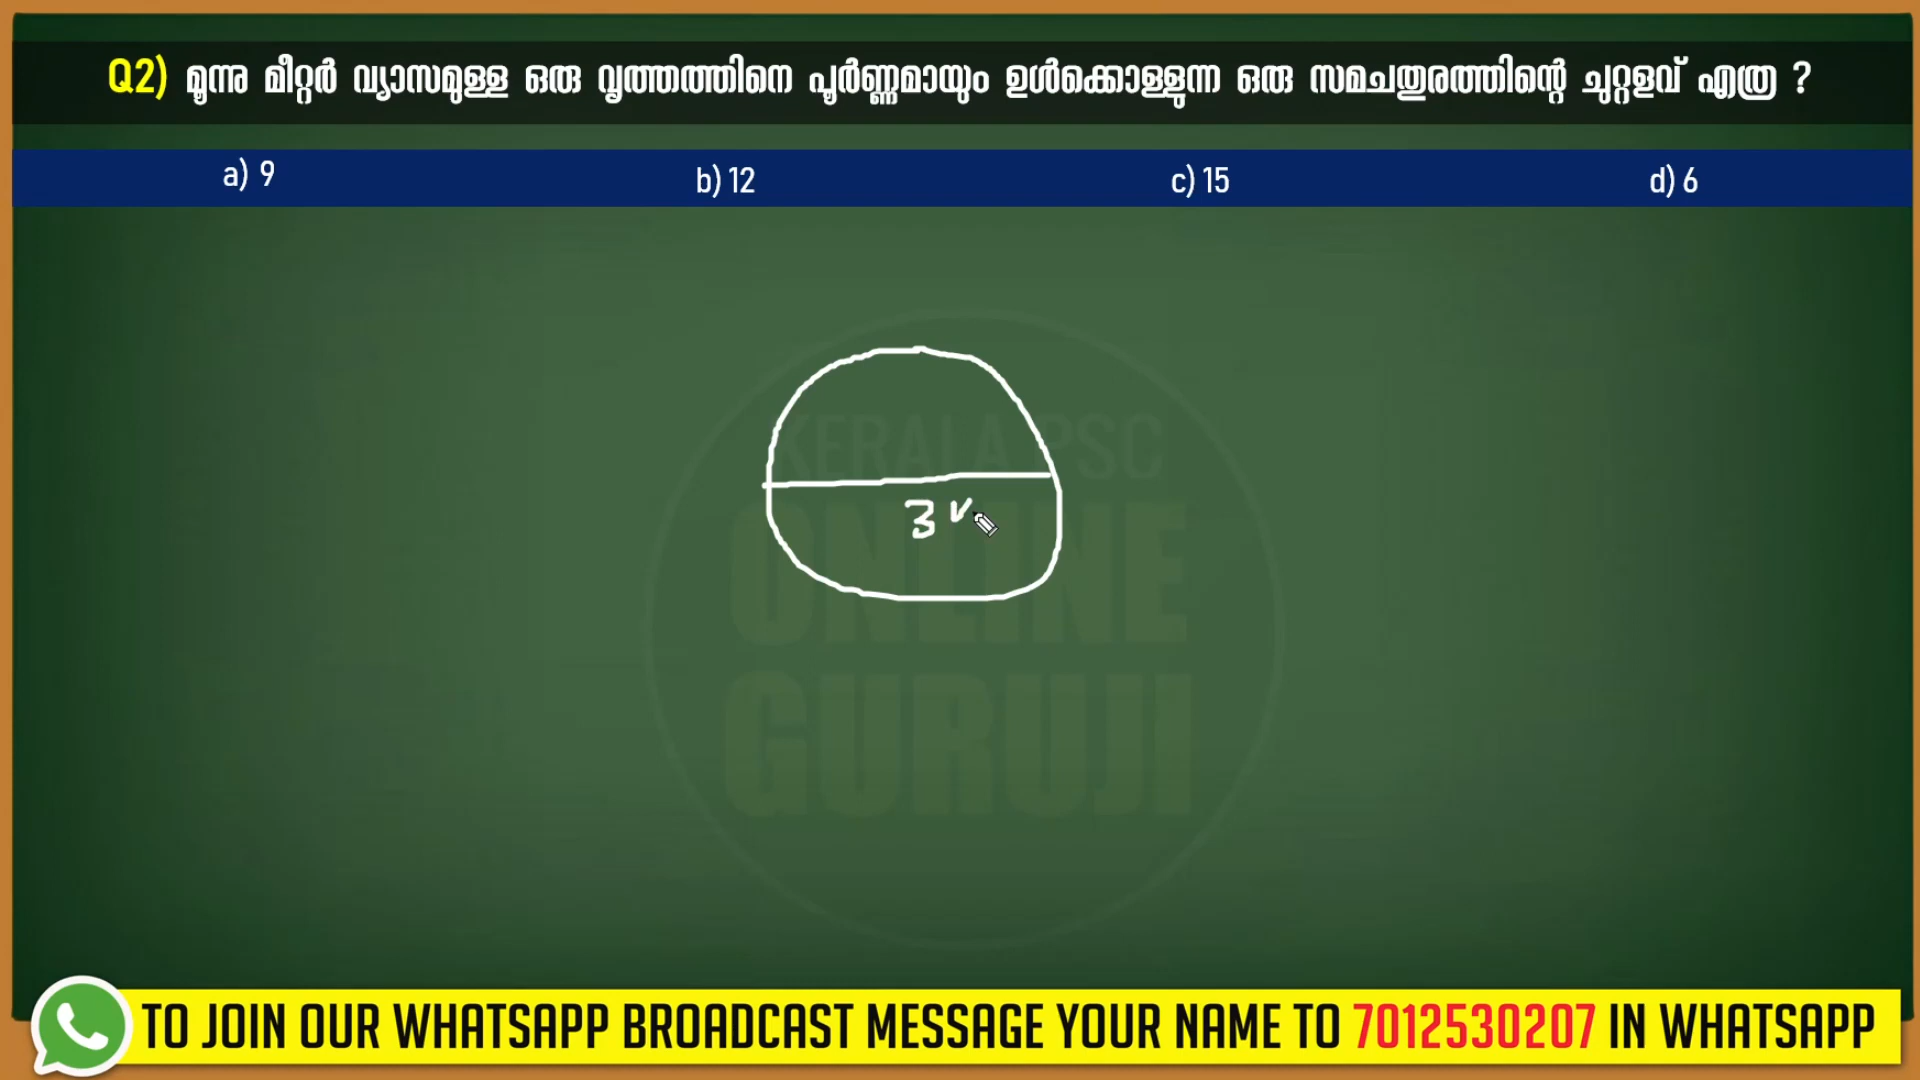 Q2) മൂന്നു മീറ്റർ വ്യാസമുള്ള ഒരു വൃത്തത്തിനെ പൂർണ്ണമായും ഉൾക്കൊള്ളുന്ന ഒരു സമചതുരത്തിന്റെ ചുറ്റളവ് എത്ര ?
a) 9 b) 12 c) 15 d) 6
KERALA PSC
3
ONLINE
GURUJI
TO JOIN OUR WHATSAPP BROADCAST MESSAGE YOUR NAME TO 7012530207 IN WHATSAPP